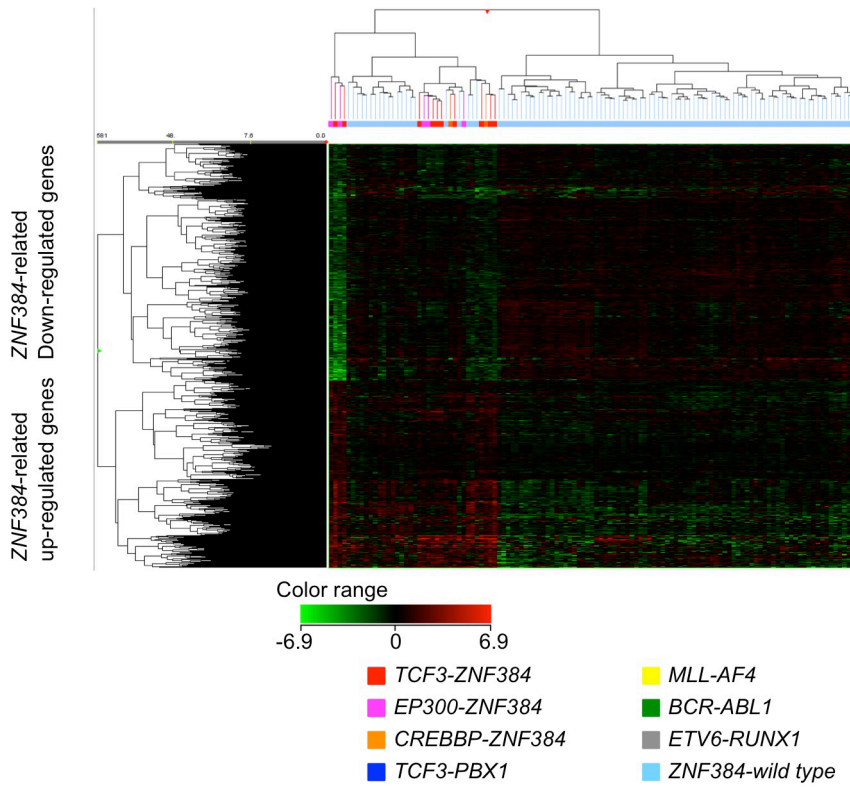 581 48 7.6 0.0
ZNF384-related
Down-regulated genes
ZNF384-related
up-regulated genes
Color range
-6.9 0 6.9
TCF3-ZNF384
EP300-ZNF384
CREBBP-ZNF384
TCF3-PBX1
MLL-AF4
BCR-ABL1
ETV6-RUNX1
ZNF384-wild type